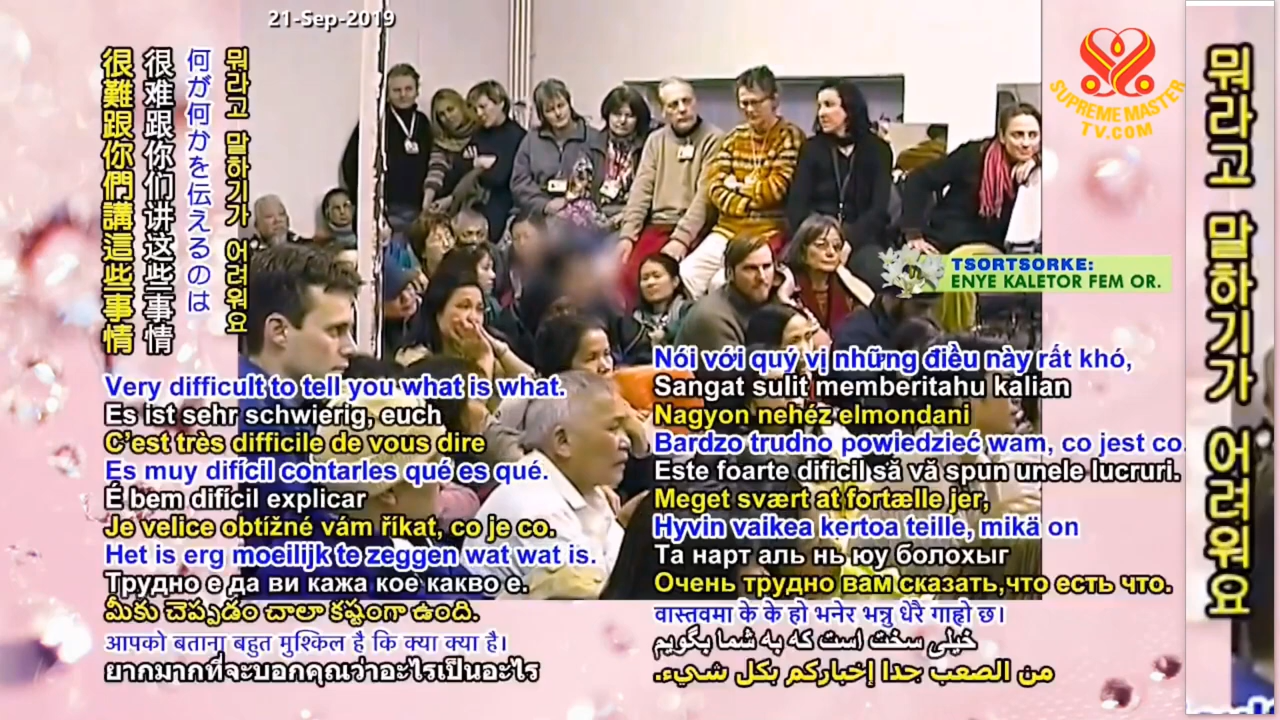 21-Sep-2019
很難跟你們講這些事情
很难跟你们讲这些事情
何が何かを伝えるのは
뭐라고 말하기가 어려워요
SUPREME MASTER
TV.COM
TSORTSORKE:
ENYE KALETOR FEM OR.
Very difficult to tell you what is what.
Es ist sehr schwierig, euch
C'est très difficile de vous dire
Es muy difícil contarles qué es qué.
É bem difícil explicar
Je velice obtížné vám říkat, co je co.
Het is erg moeilijk te zeggen wat wat is.
Трудно е да ви кажа кое какво е.
మీకు చెప్పడం చాలా కష్టంగా ఉంది.
आपको बताना बहुत मुश्किल है कि क्या क्या है।
ยากมากที่จะบอกคุณว่าอะไรเป็นอะไร
Nói với quý vị những điều này rất khó,
Sangat sulit memberitahu kalian
Nagyon nehéz elmondani
Bardzo trudno powiedzieć wam, co jest co.
Este foarte dificil să vă spun unele lucruri.
Meget svært at fortælle jer,
Hyvin vaikea kertoa teille, mikä on
Та нарт аль нь юу болохыг
Очень трудно вам сказать,что есть что.
वास्तवमा के के हो भनेर भन्नु धेरै गाह्रो छ।
خیلی سخت است که به شما بگویم
من الصعب جدا إخباركم بكل شيء.
뭐라고 말하기가 어려워요